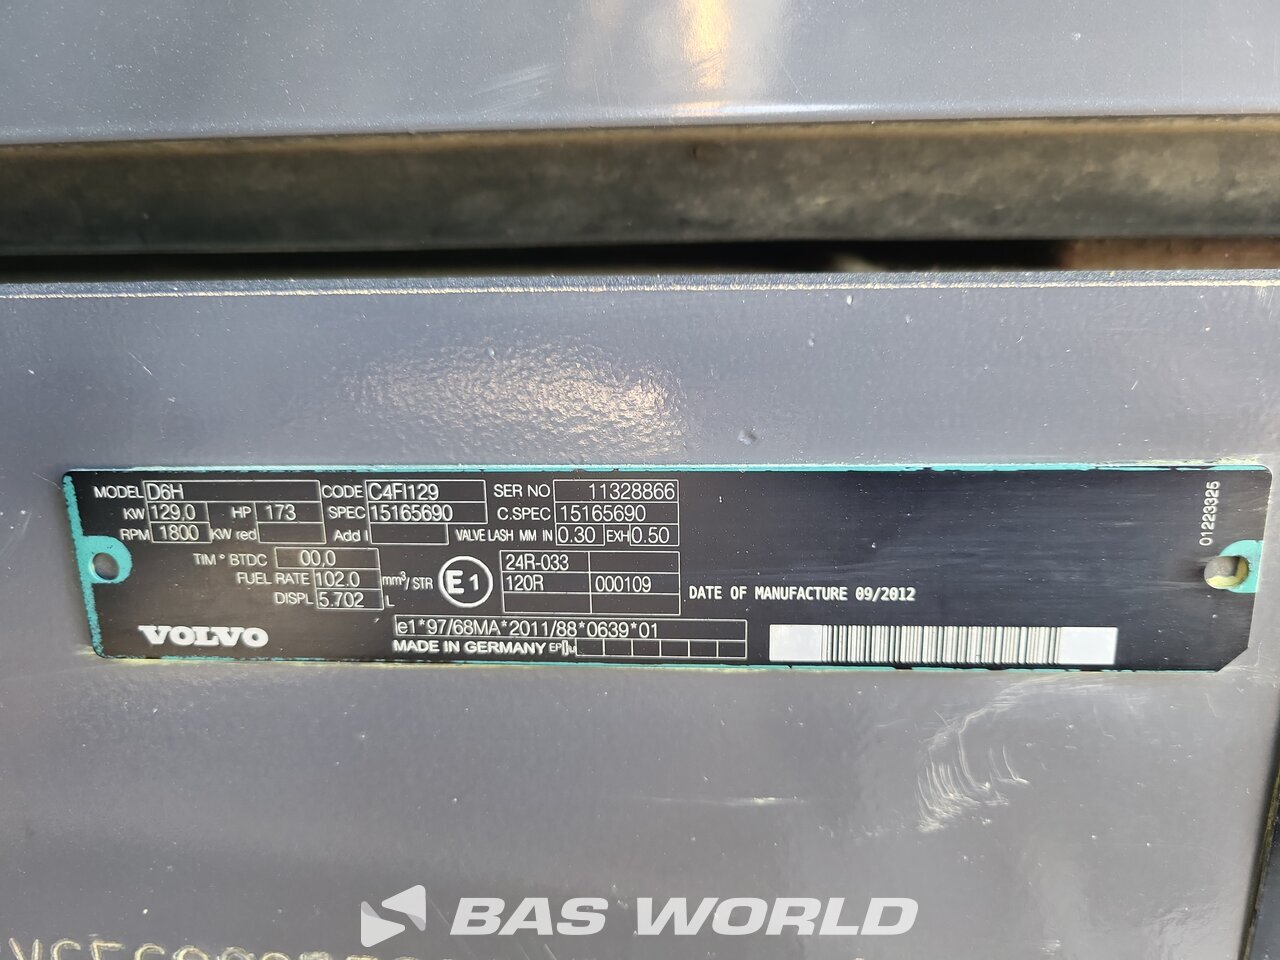 MODEL D6H CODE C4FI129 SER NO 11328866
KW 129,0 HP 173 SPEC 15165690 C.SPEC 15165690
RPM 1800 KW red Add I VALVE LASH MM IN 0.30 EXH 0.50
TIM ° BTDC 00,0
FUEL RATE 102.0 mm³/STR
DISPL 5.702 L
E1
24R-033
120R 000109
DATE OF MANUFACTURE 09/2012
VOLVO
e1*97/68MA*2011/88*0639*01
MADE IN GERMANY
01223325
BAS WORLD